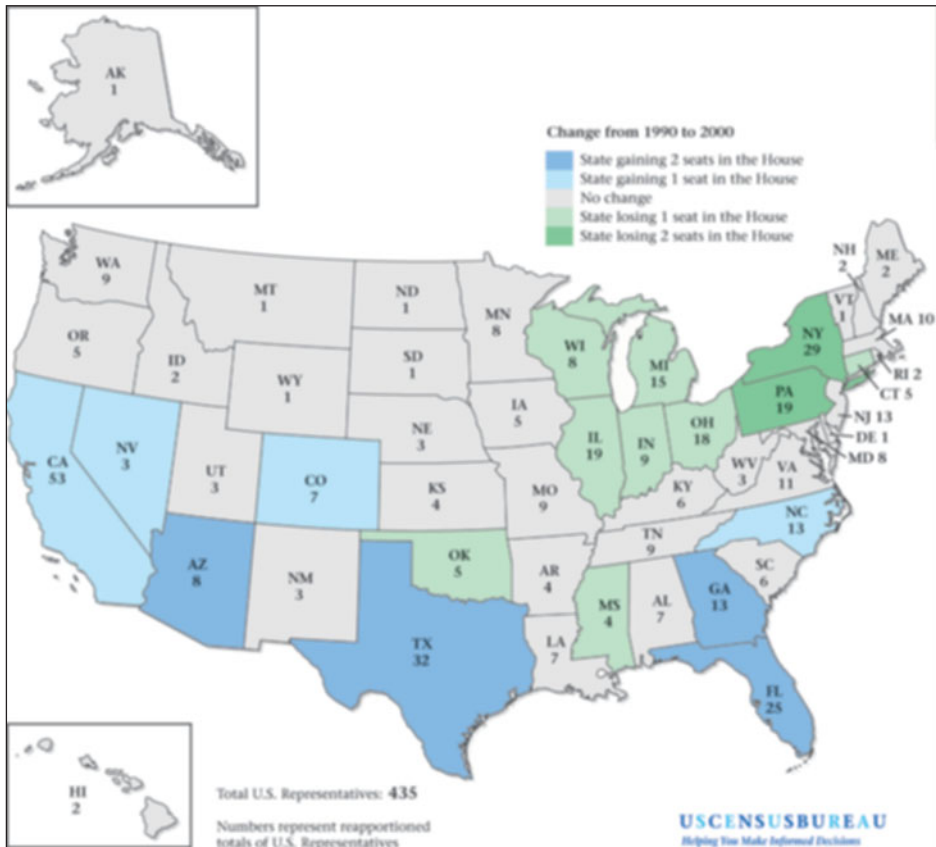 AK
1
Change from 1990 to 2000
State gaining 2 seats in the House
State gaining 1 seat in the House
No change
State losing 1 seat in the House
State losing 2 seats in the House
WA
9
MT
1
ND
1
MN
8
NH
2
ME
2
VT
1
MA 10
OR
5
ID
2
SD
1
WI
8
MI
15
NY
29
RI 2
CT 5
WY
1
IA
5
PA
19
NJ 13
DE 1
MD 8
CA
53
NV
3
UT
3
CO
7
NE
3
IL
19
IN
9
OH
18
WV
3
VA
11
KS
4
MO
9
KY
6
NC
13
AZ
8
NM
3
OK
5
AR
4
TN
9
SC
6
TX
32
LA
7
MS
4
AL
7
GA
13
FL
25
HI
2
Total U.S. Representatives: 435
Numbers represent reapportioned
totals of U.S. Representatives
USCENSUSBUREAU
Helping You Make Informed Decisions